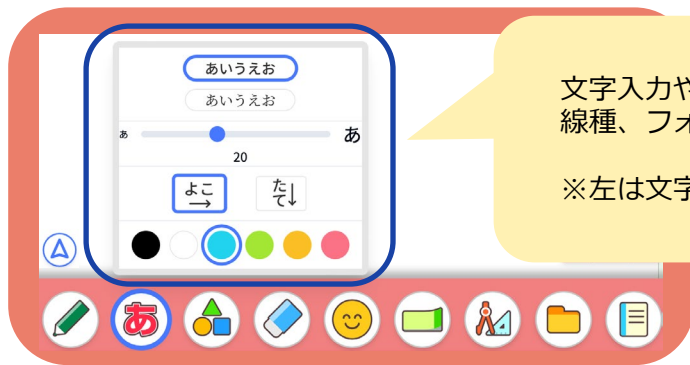 あいうえお
あいうえお
あ あ
20
よこ たて
文字入力や
線種、フォ
※左は文字
あ